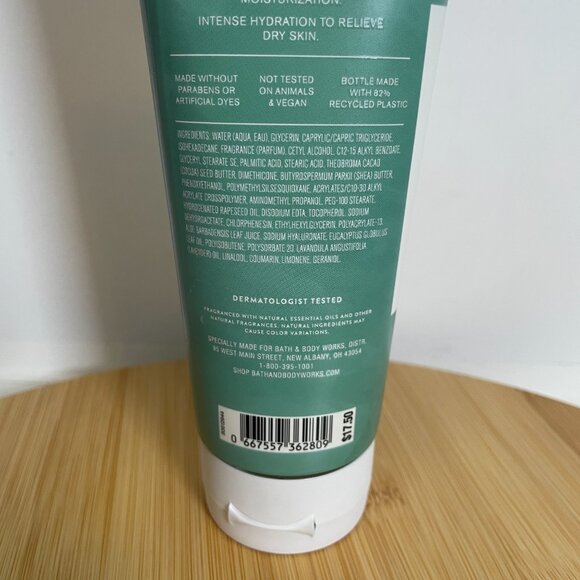 MOISTURIZATION.
INTENSE HYDRATION TO RELIEVE
DRY SKIN.
MADE WITHOUT
PARABENS OR
ARTIFICIAL DYES
NOT TESTED
ON ANIMALS
& VEGAN
BOTTLE MADE
WITH 82%
RECYCLED PLASTIC
INGREDIENTS: WATER (AQUA, EAU), GLYCERIN, CAPRYLIC/CAPRIC TRIGLYCERIDE,
ISOHEXADECANE, FRAGRANCE (PARFUM), CETYL ALCOHOL, C12-15 ALKYL BENZOATE,
GLYCERYL STEARATE SE, PALMITIC ACID, STEARIC ACID, THEOBROMA CACAO
(COCOA) SEED BUTTER, DIMETHICONE, BUTYROSPERMUM PARKII (SHEA) BUTTER,
PHENOXYETHANOL, POLYMETHYLSILSESQUIOXANE, ACRYLATES/C10-30 ALKYL
ACRYLATE CROSSPOLYMER, AMINOMETHYL PROPANOL, PEG-100 STEARATE,
HYDROGENATED RAPESEED OIL, DISODIUM EDTA, TOCOPHEROL, SODIUM
DEHYDROACETATE, CHLORPHENESIN, ETHYLHEXYLGLYCERIN, POLYACRYLATE-13,
ALOE BARBADENSIS LEAF JUICE, SODIUM HYALURONATE, EUCALYPTUS GLOBULUS
LEAF OIL, POLYISOBUTENE, POLYSORBATE 20, LAVANDULA ANGUSTIFOLIA
(LAVENDER) OIL, LINALOOL, COUMARIN, LIMONENE, GERANIOL.
DERMATOLOGIST TESTED
FRAGRANCED WITH NATURAL ESSENTIAL OILS AND OTHER
NATURAL FRAGRANCES. NATURAL INGREDIENTS MAY
CAUSE COLOR VARIATIONS.
SPECIALLY MADE FOR BATH & BODY WORKS, DISTR.
95 WEST MAIN STREET, NEW ALBANY, OH 43054
1-800-395-1001
SHOP BATHANDBODYWORKS.COM
0 667557 362809
$17.50